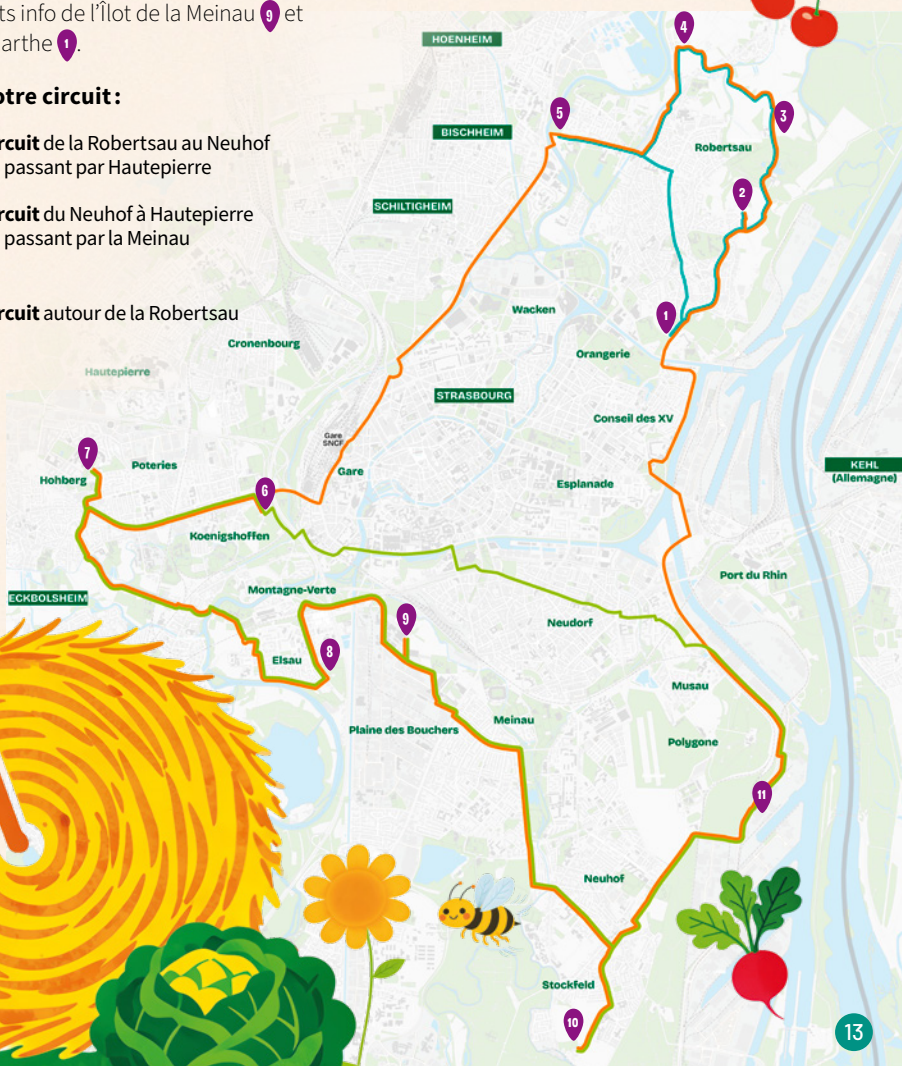 ts info de l'Îlot de la Meinau 9 et
arthe 1.
otre circuit :
rcuit de la Robertsau au Neuhof
passant par Hautepierre
rcuit du Neuhof à Hautepierre
passant par la Meinau
rcuit autour de la Robertsau
HOENHEIM
4
5
BISCHHEIM
3
Robertsau
2
SCHILTIGHEIM
Wacken
1
Cronenbourg
Orangerie
Hautepierre
STRASBOURG
Conseil des XV
Gare
SNCF
7
Poteries
Hohberg
Gare
KEHL
(Allemagne)
6
Esplanade
Koenigshoffen
Port du Rhin
Montagne-Verte
ECKBOLSHEIM
9
Neudorf
8
Elsau
Musau
Meinau
Plaine des Bouchers
Polygone
11
Neuhof
Stockfeld
10
13